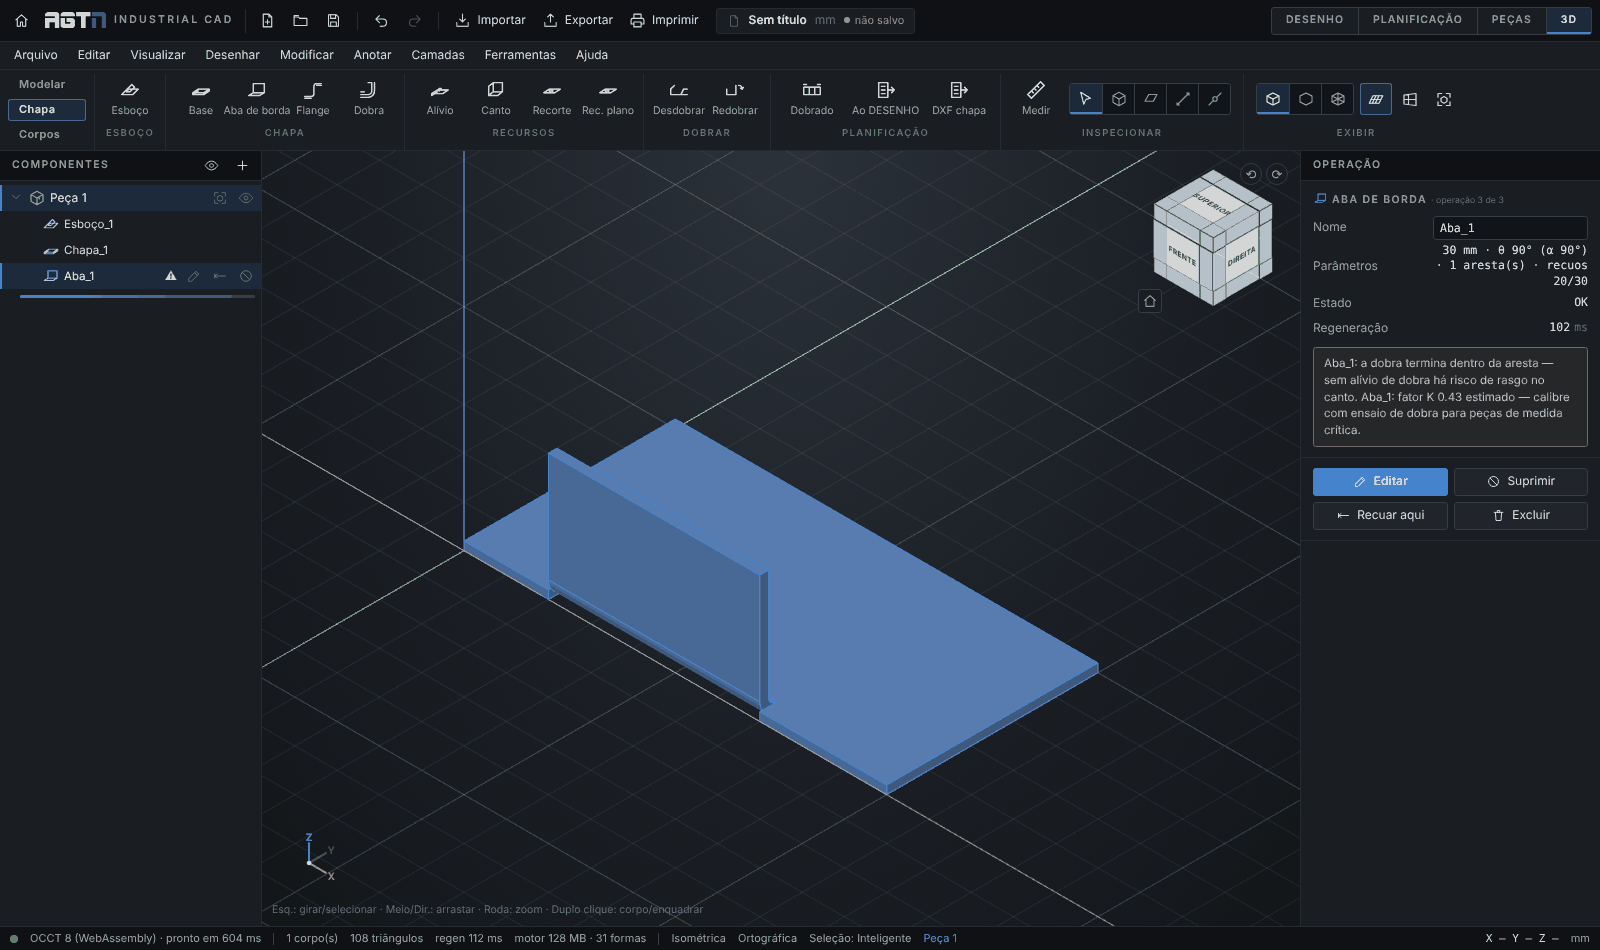 AGTM INDUSTRIAL CAD
Importar
Exportar
Imprimir
Sem título mm não salvo
DESENHO
PLANIFICAÇÃO
PEÇAS
3D
Arquivo
Editar
Visualizar
Desenhar
Modificar
Anotar
Camadas
Ferramentas
Ajuda
Modelar
Chapa
Corpos
Esboço
ESBOÇO
Base
Aba de borda
Flange
Dobra
CHAPA
Alívio
Canto
Recorte
Rec. plano
RECURSOS
Desdobrar
Redobrar
DOBRAR
Dobrado
Ao DESENHO
DXF chapa
PLANIFICAÇÃO
Medir
INSPECIONAR
EXIBIR
COMPONENTES
Peça 1
Esboço_1
Chapa_1
Aba_1
SUPERIOR
FRENTE
DIREITA
Z
Y
X
Esq.: girar/selecionar · Meio/Dir.: arrastar · Roda: zoom · Duplo clique: corpo/enquadrar
OPERAÇÃO
ABA DE BORDA · operação 3 de 3
Nome Aba_1
Parâmetros 30 mm · θ 90° (α 90°)
· 1 aresta(s) · recuos
20/30
Estado OK
Regeneração 102 ms
Aba_1: a dobra termina dentro da aresta —
sem alívio de dobra há risco de rasgo no
canto. Aba_1: fator K 0.43 estimado — calibre
com ensaio de dobra para peças de medida
crítica.
Editar
Suprimir
Recuar aqui
Excluir
OCCT 8 (WebAssembly) · pronto em 604 ms
1 corpo(s)
108 triângulos
regen 112 ms
motor 128 MB · 31 formas
Isométrica
Ortográfica
Seleção: Inteligente
Peça 1
X — Y — Z — mm